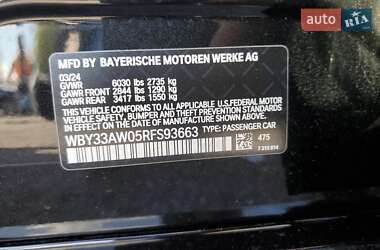 auto RIA
MFD BY BAYERISCHE MOTOREN WERKE AG
03/24
GVWR 6030 lbs 2735 kg
GAWR FRONT 2844 lbs 1290 kg
GAWR REAR 3417 lbs 1550 kg
THIS VEHICLE CONFORMS TO ALL APPLICABLE U.S. FEDERAL MOTOR
VEHICLE SAFETY, BUMPER, AND THEFT PREVENTION STANDARDS
IN EFFECT ON THE DATE OF MANUFACTURE SHOWN ABOVE.
WBY33AW05RFS93663
TYPE: PASSENGER CAR
475